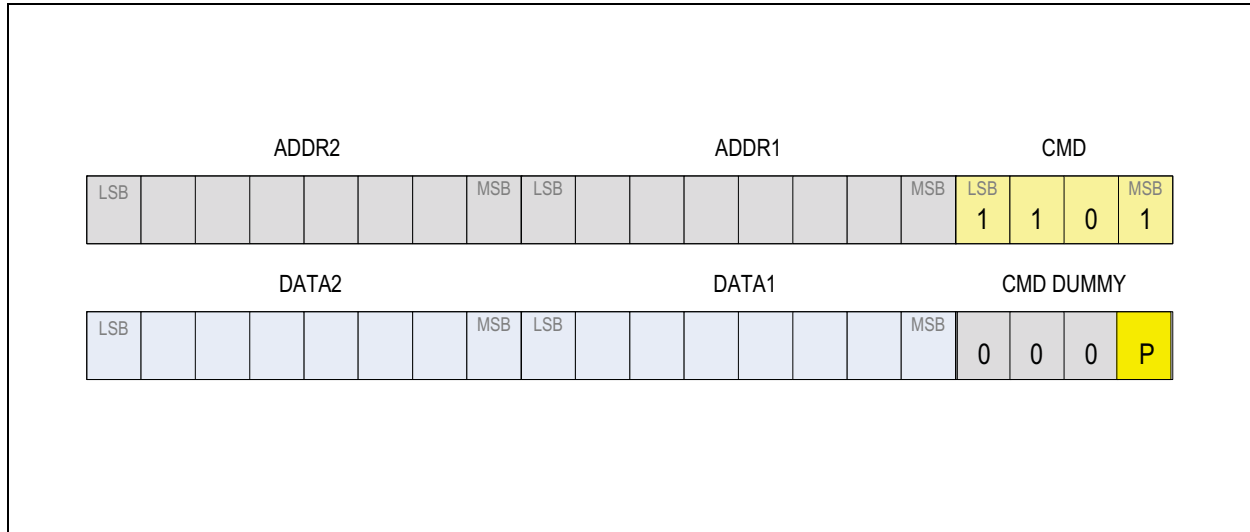 ADDR2 ADDR1 CMD
LSB MSB LSB MSB LSB MSB
1 1 0 1
DATA2 DATA1 CMD DUMMY
LSB MSB LSB MSB
0 0 0 P